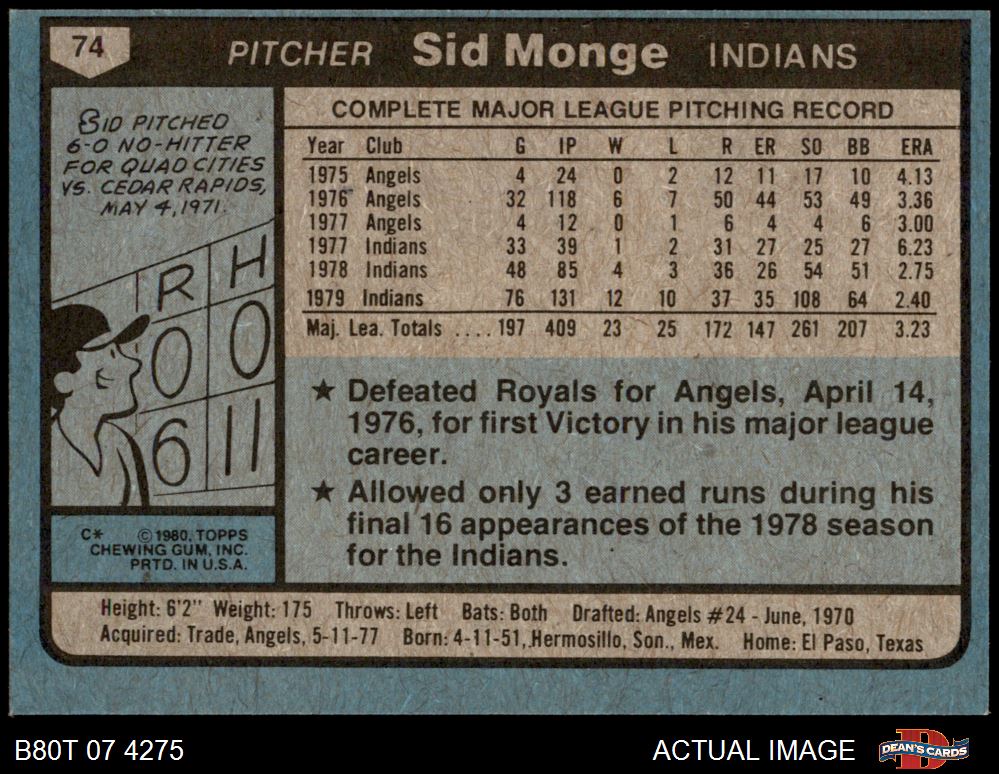 74 PITCHER Sid Monge INDIANS
SID PITCHED
6-0 NO-HITTER
FOR QUAD CITIES
VS. CEDAR RAPIDS,
MAY 4, 1971.
R H
0 0
6 11
C* ©1980, TOPPS
CHEWING GUM, INC.
PRTD. IN U.S.A.
COMPLETE MAJOR LEAGUE PITCHING RECORD
Year Club G IP W L R ER SO BB ERA
1975 Angels 4 24 0 2 12 11 17 10 4.13
1976 Angels 32 118 6 7 50 44 53 49 3.36
1977 Angels 4 12 0 1 6 4 4 6 3.00
1977 Indians 33 39 1 2 31 27 25 27 6.23
1978 Indians 48 85 4 3 36 26 54 51 2.75
1979 Indians 76 131 12 10 37 35 108 64 2.40
Maj. Lea. Totals .... 197 409 23 25 172 147 261 207 3.23
★ Defeated Royals for Angels, April 14,
1976, for first Victory in his major league
career.
★ Allowed only 3 earned runs during his
final 16 appearances of the 1978 season
for the Indians.
Height: 6'2" Weight: 175 Throws: Left Bats: Both Drafted: Angels #24 - June, 1970
Acquired: Trade, Angels, 5-11-77 Born: 4-11-51, Hermosillo, Son., Mex. Home: El Paso, Texas
B80T 07 4275 ACTUAL IMAGE DEAN'S CARDS